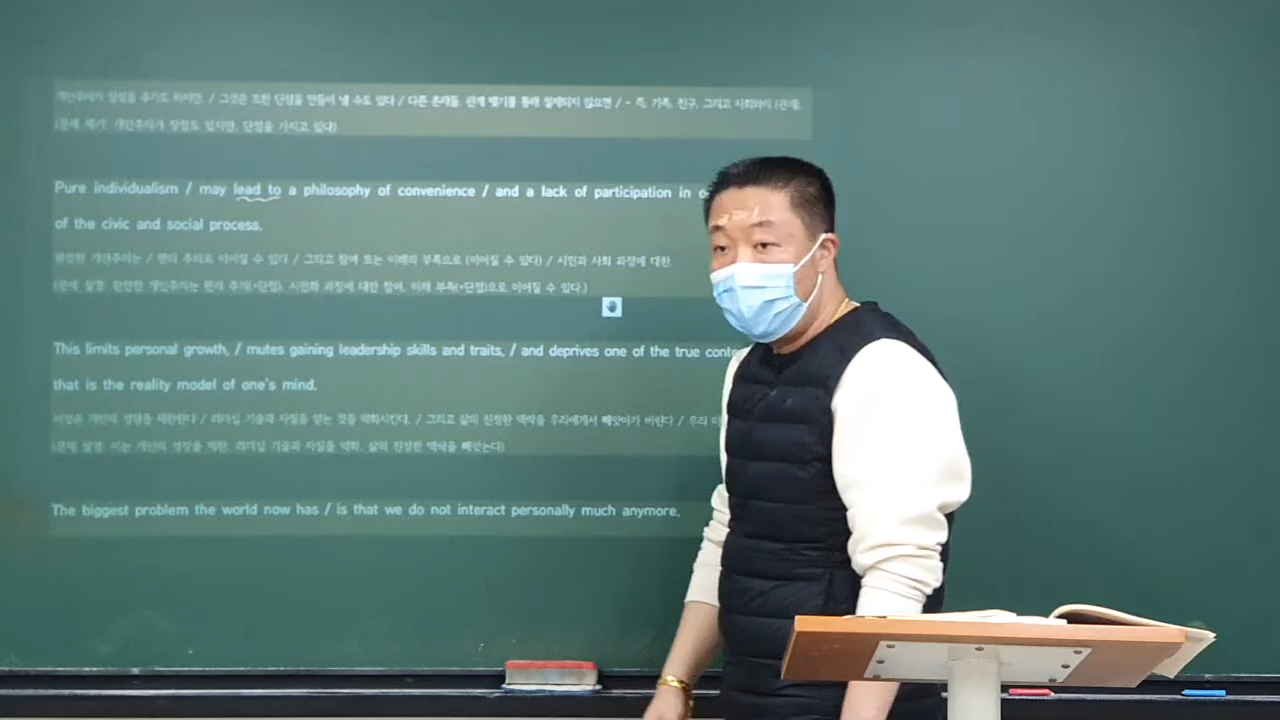 개인주의가 장점을 주기도 하지만, / 그것은 또한 단점을 만들어 낼 수도 있다 / 다른 존재들, 관계 맺기를 통해 절제되지 않으면 / - 즉, 가족, 친구, 그리고 사회와의 (관계).
(문제 제기: 개인주의가 장점도 있지만, 단점을 가지고 있다)
Pure individualism / may lead to a philosophy of convenience / and a lack of participation in o
of the civic and social process.
완전한 개인주의는 / 편의 주의로 이어질 수 있다 / 그리고 참여 또는 이해의 부족으로 (이어질 수 있다) / 시민과 사회 과정에 대한.
(문제 설명: 완전한 개인주의는 편의 주의(=단점), 시민과 과정에 대한 참여, 이해 부족(=단점)으로 이어질 수 있다.)
This limits personal growth, / mutes gaining leadership skills and traits, / and deprives one of the true conte
that is the reality model of one's mind.
이것은 개인의 성장을 제한한다 / 리더십 기술과 자질을 얻는 것을 약화시킨다, / 그리고 삶의 진정한 맥락을 우리에게서 빼앗아가 버린다 / 우리
(문제 설명: 이는 개인의 성장을 제한, 리더십 기술과 자질을 약화, 삶의 진정한 맥락을 빼앗는다)
The biggest problem the world now has / is that we do not interact personally much anymore.